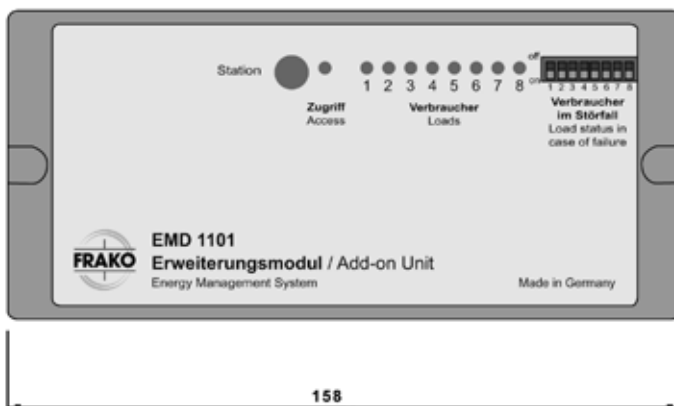 Station
off
on
1 2 3 4 5 6 7 8
1 2 3 4 5 6 7 8
Zugriff
Access
Verbraucher
Loads
Verbraucher
im Störfall
Load status in
case of failure
FRAKO
EMD 1101
Erweiterungsmodul / Add-on Unit
Energy Management System
Made in Germany
158